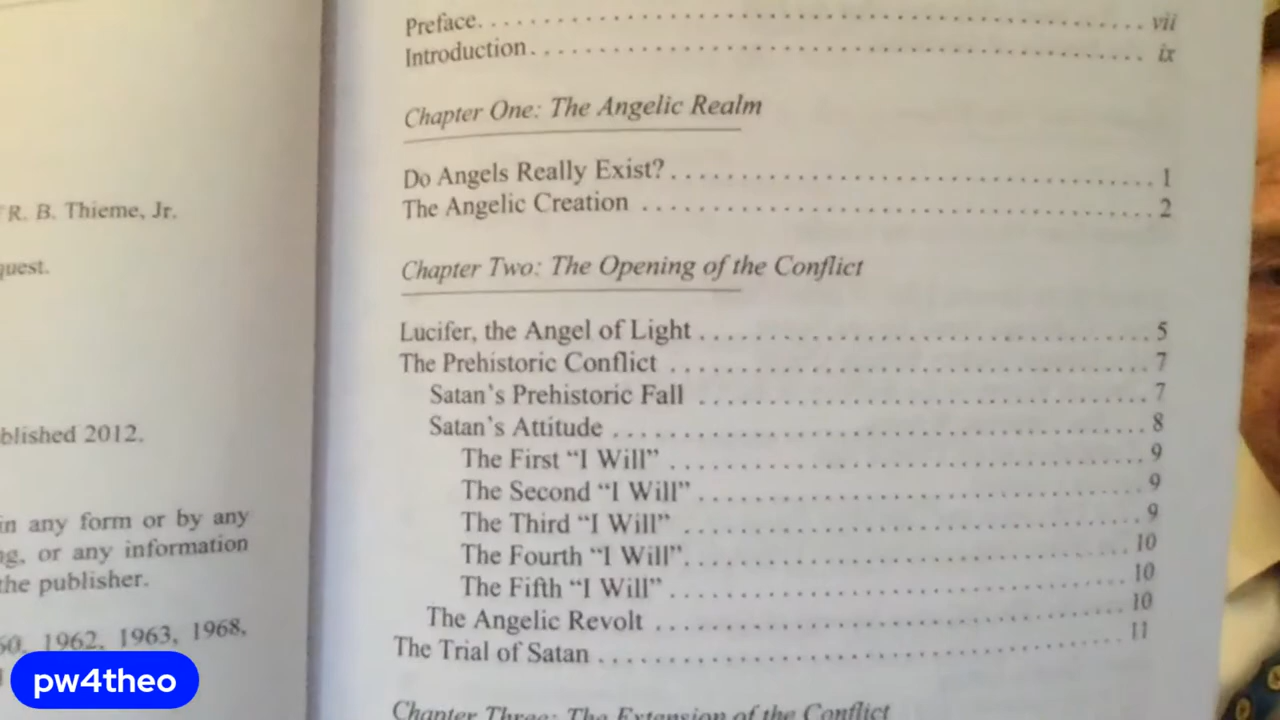 R. B. Thieme, Jr.
quest.
blished 2012.
in any form or by any
ng, or any information
the publisher.
60, 1962, 1963, 1968,
Preface. . . . . . . . . . . . . . . . . . . . . . . . . . . . . . . . . . . . vii
Introduction. . . . . . . . . . . . . . . . . . . . . . . . . . . . . . . . . ix
Chapter One: The Angelic Realm
Do Angels Really Exist? . . . . . . . . . . . . . . . . . . . . . . . . . . . . 1
The Angelic Creation . . . . . . . . . . . . . . . . . . . . . . . . . . . . . 2
Chapter Two: The Opening of the Conflict
Lucifer, the Angel of Light . . . . . . . . . . . . . . . . . . . . . . . . . . 5
The Prehistoric Conflict . . . . . . . . . . . . . . . . . . . . . . . . . . . 7
Satan's Prehistoric Fall . . . . . . . . . . . . . . . . . . . . . . . . . . 7
Satan's Attitude . . . . . . . . . . . . . . . . . . . . . . . . . . . . . . 8
The First “I Will” . . . . . . . . . . . . . . . . . . . . . . . . . . . . 9
The Second “I Will” . . . . . . . . . . . . . . . . . . . . . . . . . . . 9
The Third “I Will” . . . . . . . . . . . . . . . . . . . . . . . . . . . . 9
The Fourth “I Will”. . . . . . . . . . . . . . . . . . . . . . . . . . . . 10
The Fifth “I Will” . . . . . . . . . . . . . . . . . . . . . . . . . . . . 10
The Angelic Revolt . . . . . . . . . . . . . . . . . . . . . . . . . . . . . 10
The Trial of Satan . . . . . . . . . . . . . . . . . . . . . . . . . . . . . . 11
Chapter Three: The Extension of the Conflict
pw4theo